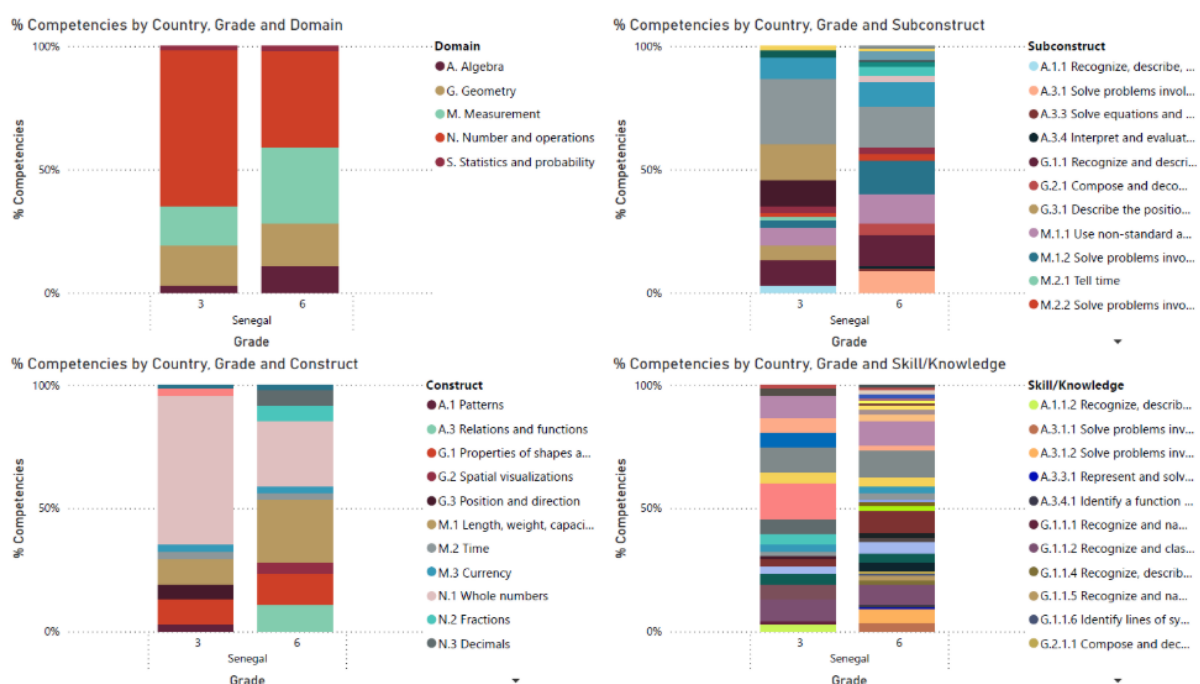 % Competencies by Country, Grade and Domain
100%
50%
0%
% Competencies
3
6
Senegal
Grade
Domain
A. Algebra
G. Geometry
M. Measurement
N. Number and operations
S. Statistics and probability
% Competencies by Country, Grade and Subconstruct
100%
50%
0%
% Competencies
3
6
Senegal
Grade
Subconstruct
A.1.1 Recognize, describe, ...
A.3.1 Solve problems invol...
A.3.3 Solve equations and ...
A.3.4 Interpret and evaluat...
G.1.1 Recognize and descri...
G.2.1 Compose and deco...
G.3.1 Describe the positio...
M.1.1 Use non-standard a...
M.1.2 Solve problems invo...
M.2.1 Tell time
M.2.2 Solve problems invo...
% Competencies by Country, Grade and Construct
100%
50%
0%
% Competencies
3
6
Senegal
Grade
Construct
A.1 Patterns
A.3 Relations and functions
G.1 Properties of shapes a...
G.2 Spatial visualizations
G.3 Position and direction
M.1 Length, weight, capaci...
M.2 Time
M.3 Currency
N.1 Whole numbers
N.2 Fractions
N.3 Decimals
% Competencies by Country, Grade and Skill/Knowledge
100%
50%
0%
% Competencies
3
6
Senegal
Grade
Skill/Knowledge
A.1.1.2 Recognize, describ...
A.3.1.1 Solve problems inv...
A.3.1.2 Solve problems inv...
A.3.3.1 Represent and solv...
A.3.4.1 Identify a function ...
G.1.1.1 Recognize and na...
G.1.1.2 Recognize and clas...
G.1.1.4 Recognize, describ...
G.1.1.5 Recognize and na...
G.1.1.6 Identify lines of sy...
G.2.1.1 Compose and dec...